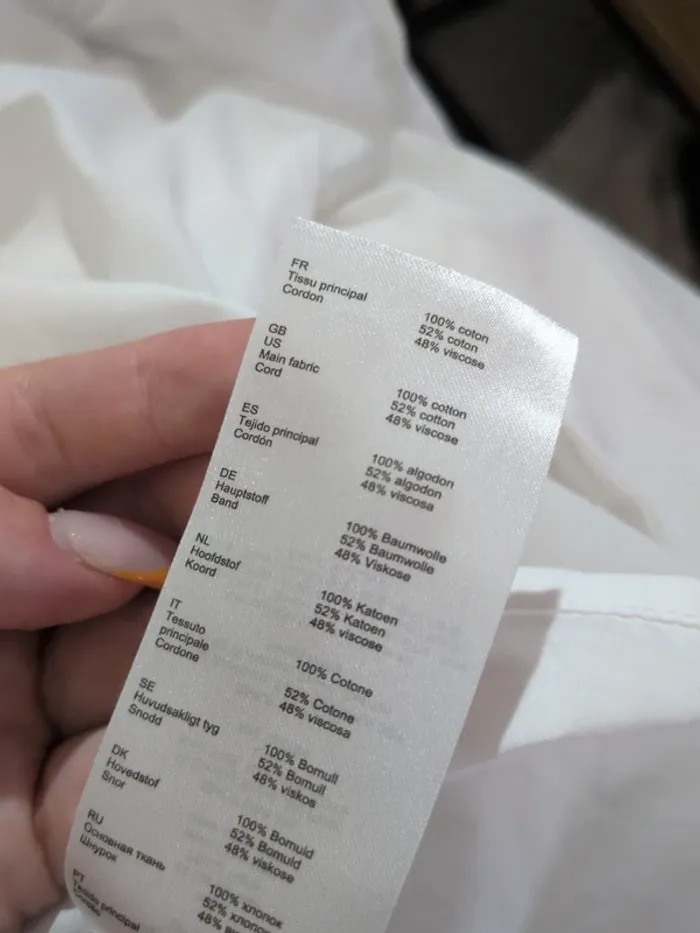 FR
Tissu principal 100% coton
Cordon 52% coton
48% viscose
GB
US
Main fabric 100% cotton
Cord 52% cotton
48% viscose
ES
Tejido principal 100% algodon
Cordón 52% algodon
48% viscosa
DE
Hauptstoff 100% Baumwolle
Band 52% Baumwolle
48% Viskose
NL
Hoofdstof 100% Katoen
Koord 52% Katoen
48% viscose
IT
Tessuto
principale 100% Cotone
Cordone 52% Cotone
48% viscosa
SE
Huvudsakligt tyg 100% Bomull
Snodd 52% Bomull
48% viskos
DK
Hovedstof 100% Bomuld
Snor 52% Bomuld
48% viskose
RU
Основная ткань 100% хлопок
Шнурок 52% хлопок
48%
PT
Tejido principal